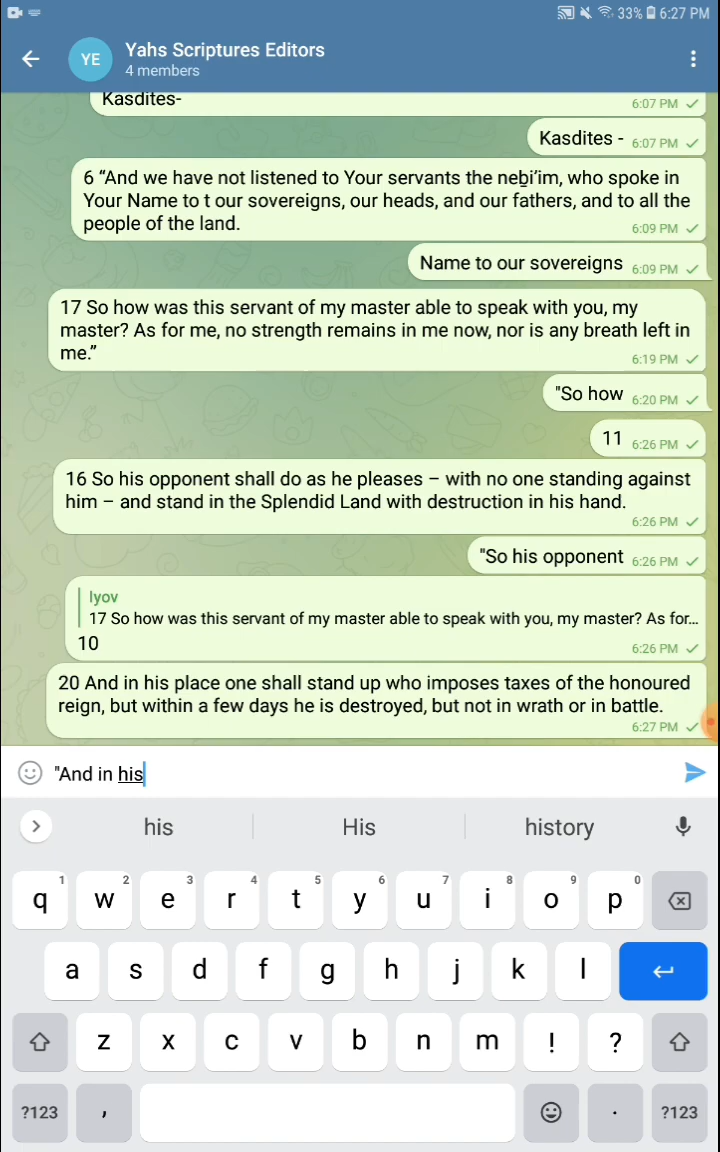 33% 6:27 PM
YE
Yahs Scriptures Editors
4 members
Kasdites-
6:07 PM
Kasdites -
6:07 PM
6 “And we have not listened to Your servants the neḇi’im, who spoke in
Your Name to t our sovereigns, our heads, and our fathers, and to all the
people of the land.
6:09 PM
Name to our sovereigns
6:09 PM
17 So how was this servant of my master able to speak with you, my
master? As for me, no strength remains in me now, nor is any breath left in
me.”
6:19 PM
"So how
6:20 PM
11
6:26 PM
16 So his opponent shall do as he pleases – with no one standing against
him – and stand in the Splendid Land with destruction in his hand.
6:26 PM
"So his opponent
6:26 PM
Iyov
17 So how was this servant of my master able to speak with you, my master? As for...
10
6:26 PM
20 And in his place one shall stand up who imposes taxes of the honoured
reign, but within a few days he is destroyed, but not in wrath or in battle.
6:27 PM
"And in his
his His history
1 2 3 4 5 6 7 8 9 0
q w e r t y u i o p
a s d f g h j k l
z x c v b n m ! ?
?123 , . ?123